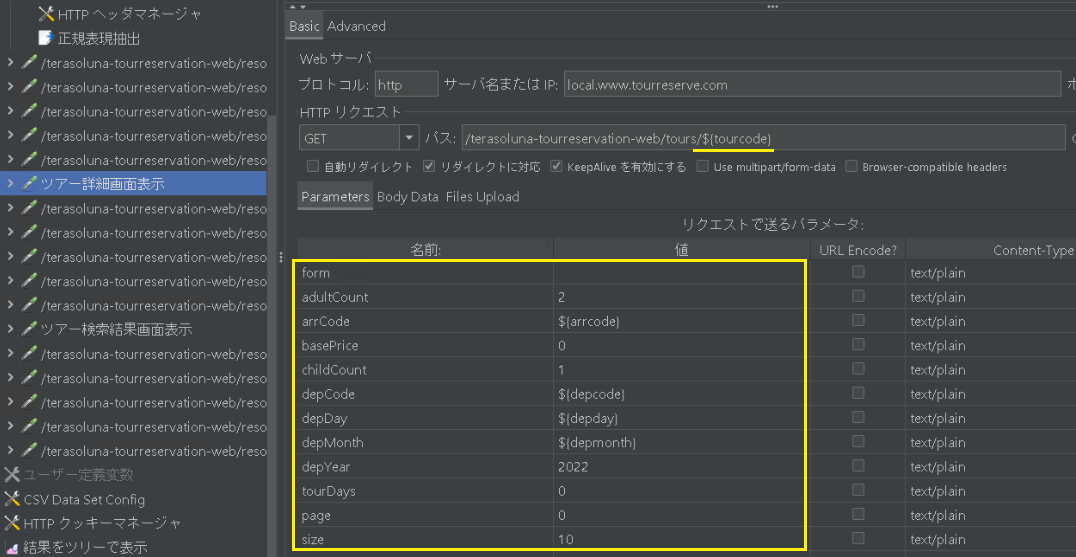 HTTP ヘッダマネージャ
正規表現抽出
/terasoluna-tourreservation-web/reso
/terasoluna-tourreservation-web/reso
/terasoluna-tourreservation-web/reso
/terasoluna-tourreservation-web/reso
/terasoluna-tourreservation-web/reso
ツアー詳細画面表示
/terasoluna-tourreservation-web/reso
/terasoluna-tourreservation-web/reso
/terasoluna-tourreservation-web/reso
/terasoluna-tourreservation-web/reso
/terasoluna-tourreservation-web/reso
ツアー検索結果画面表示
/terasoluna-tourreservation-web/reso
/terasoluna-tourreservation-web/reso
/terasoluna-tourreservation-web/reso
/terasoluna-tourreservation-web/reso
/terasoluna-tourreservation-web/reso
ユーザー定義変数
CSV Data Set Config
HTTP クッキーマネージャ
結果をツリーで表示
Basic Advanced
Web サーバ
プロトコル: http サーバ名または IP: local.www.tourreserve.com
HTTP リクエスト
GET パス: /terasoluna-tourreservation-web/tours/${tourcode}
自動リダイレクト リダイレクトに対応 KeepAlive を有効にする Use multipart/form-data Browser-compatible headers
Parameters Body Data Files Upload
リクエストで送るパラメータ:
名前: 値 URL Encode? Content-Type
form text/plain
adultCount 2 text/plain
arrCode ${arrcode} text/plain
basePrice 0 text/plain
childCount 1 text/plain
depCode ${depcode} text/plain
depDay ${depday} text/plain
depMonth ${depmonth} text/plain
depYear 2022 text/plain
tourDays 0 text/plain
page 0 text/plain
size 10 text/plain